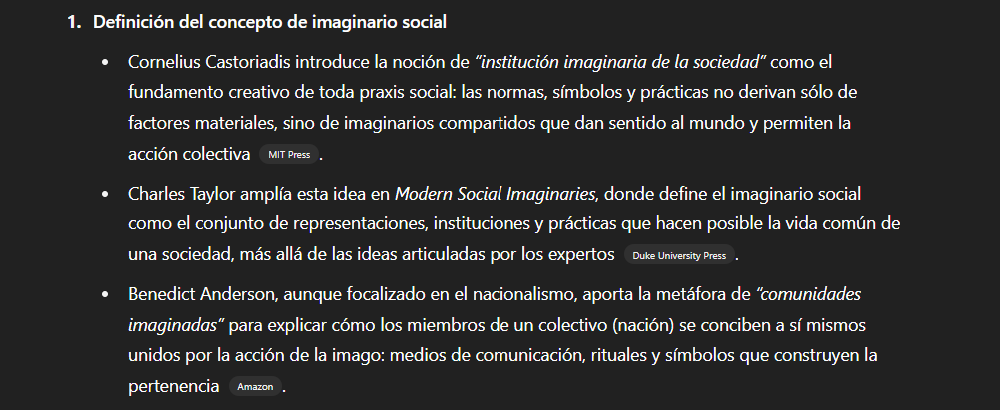 1. Definición del concepto de imaginario social
• Cornelius Castoriadis introduce la noción de “institución imaginaria de la sociedad” como el
fundamento creativo de toda praxis social: las normas, símbolos y prácticas no derivan sólo de
factores materiales, sino de imaginarios compartidos que dan sentido al mundo y permiten la
acción colectiva MIT Press .
• Charles Taylor amplía esta idea en Modern Social Imaginaries, donde define el imaginario social
como el conjunto de representaciones, instituciones y prácticas que hacen posible la vida común de
una sociedad, más allá de las ideas articuladas por los expertos Duke University Press .
• Benedict Anderson, aunque focalizado en el nacionalismo, aporta la metáfora de “comunidades
imaginadas” para explicar cómo los miembros de un colectivo (nación) se conciben a sí mismos
unidos por la acción de la imago: medios de comunicación, rituales y símbolos que construyen la
pertenencia Amazon .